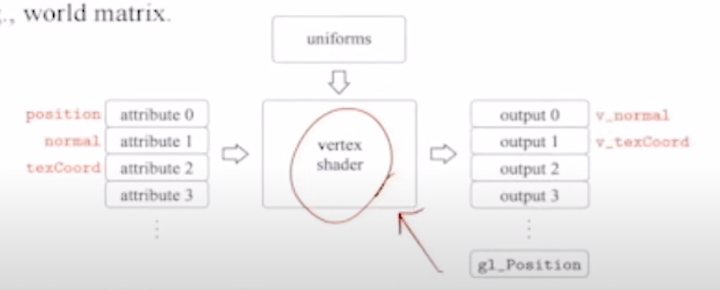 ., world matrix.
uniforms
position attribute 0
normal attribute 1
texCoord attribute 2
attribute 3
vertex
shader
output 0 v_normal
output 1 v_texCoord
output 2
output 3
gl_Position